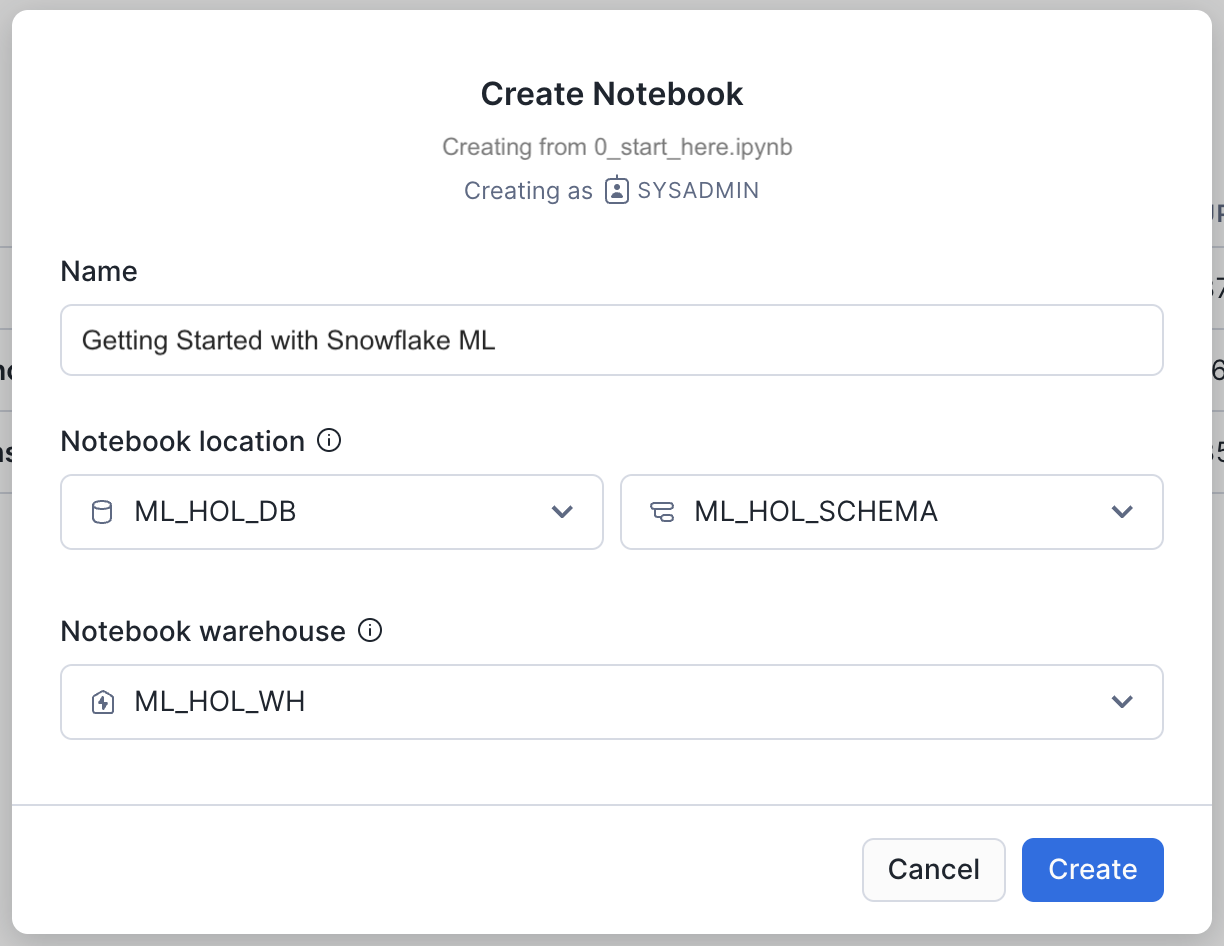 Create Notebook
Creating from 0_start_here.ipynb
Creating as SYSADMIN
Name
Getting Started with Snowflake ML
Notebook location
ML_HOL_DB ML_HOL_SCHEMA
Notebook warehouse
ML_HOL_WH
Cancel Create